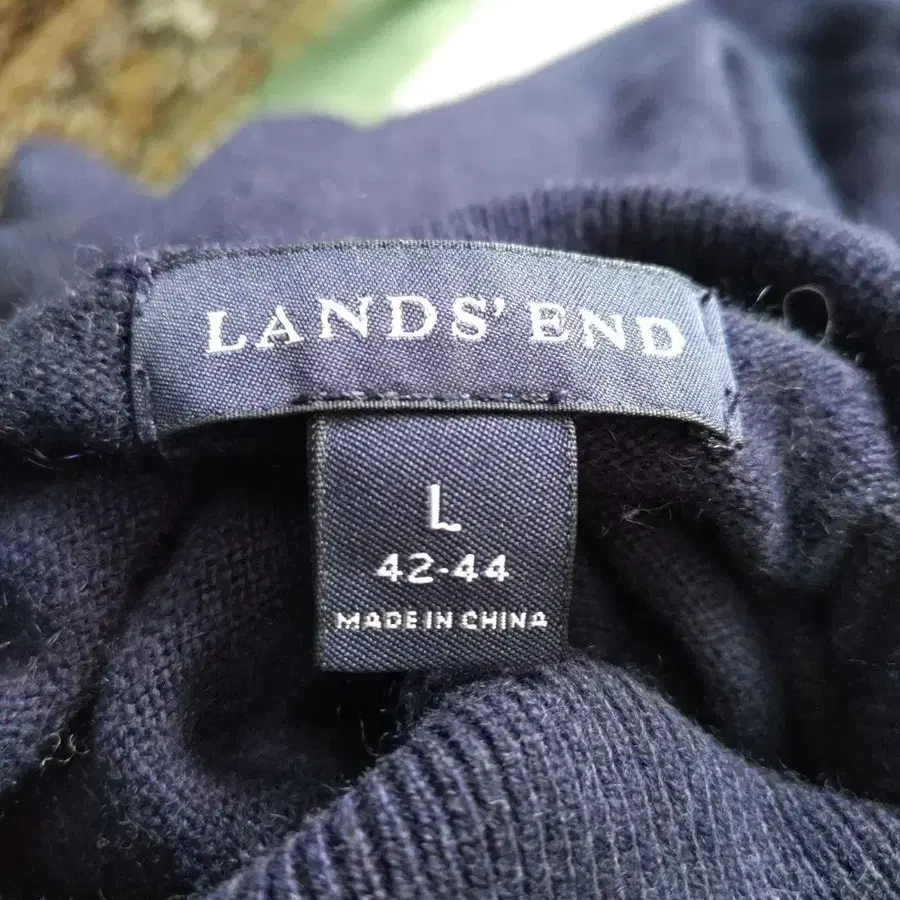 LANDS' END
L
42-44
MADE IN CHINA